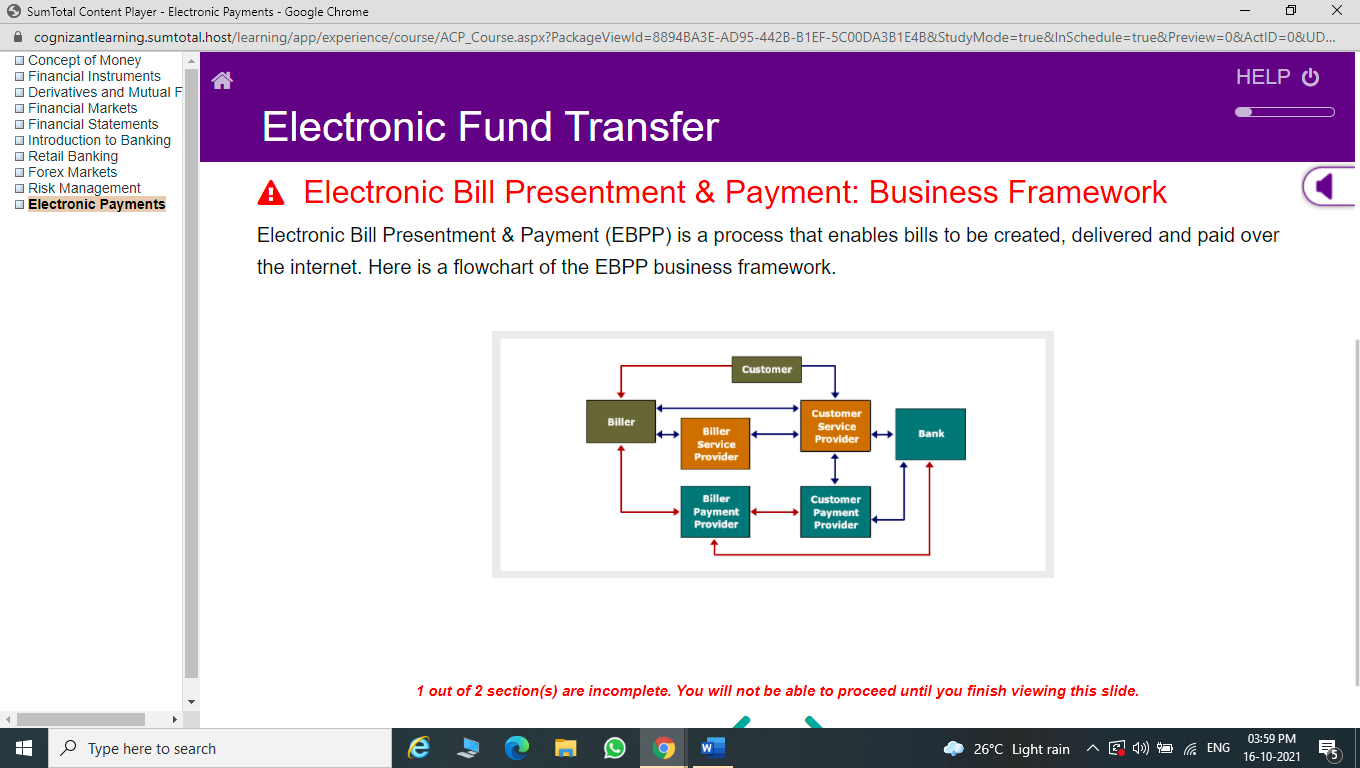 SumTotal Content Player - Electronic Payments - Google Chrome
cognizantlearning.sumtotal.host/learning/app/experience/course/ACP_Course.aspx?PackageViewId=8894BA3E-AD95-442B-B1EF-5C00DA3B1E4B&StudyMode=true&InSchedule=true&Preview=0&ActID=0&UD...
Concept of Money
Financial Instruments
Derivatives and Mutual F
Financial Markets
Financial Statements
Introduction to Banking
Retail Banking
Forex Markets
Risk Management
Electronic Payments
HELP
Electronic Fund Transfer
Electronic Bill Presentment & Payment: Business Framework
Electronic Bill Presentment & Payment (EBPP) is a process that enables bills to be created, delivered and paid over
the internet. Here is a flowchart of the EBPP business framework.
Customer
Biller
Biller
Service
Provider
Customer
Service
Provider
Bank
Biller
Payment
Provider
Customer
Payment
Provider
1 out of 2 section(s) are incomplete. You will not be able to proceed until you finish viewing this slide.
Type here to search
26°C Light rain
ENG
03:59 PM
16-10-2021
5